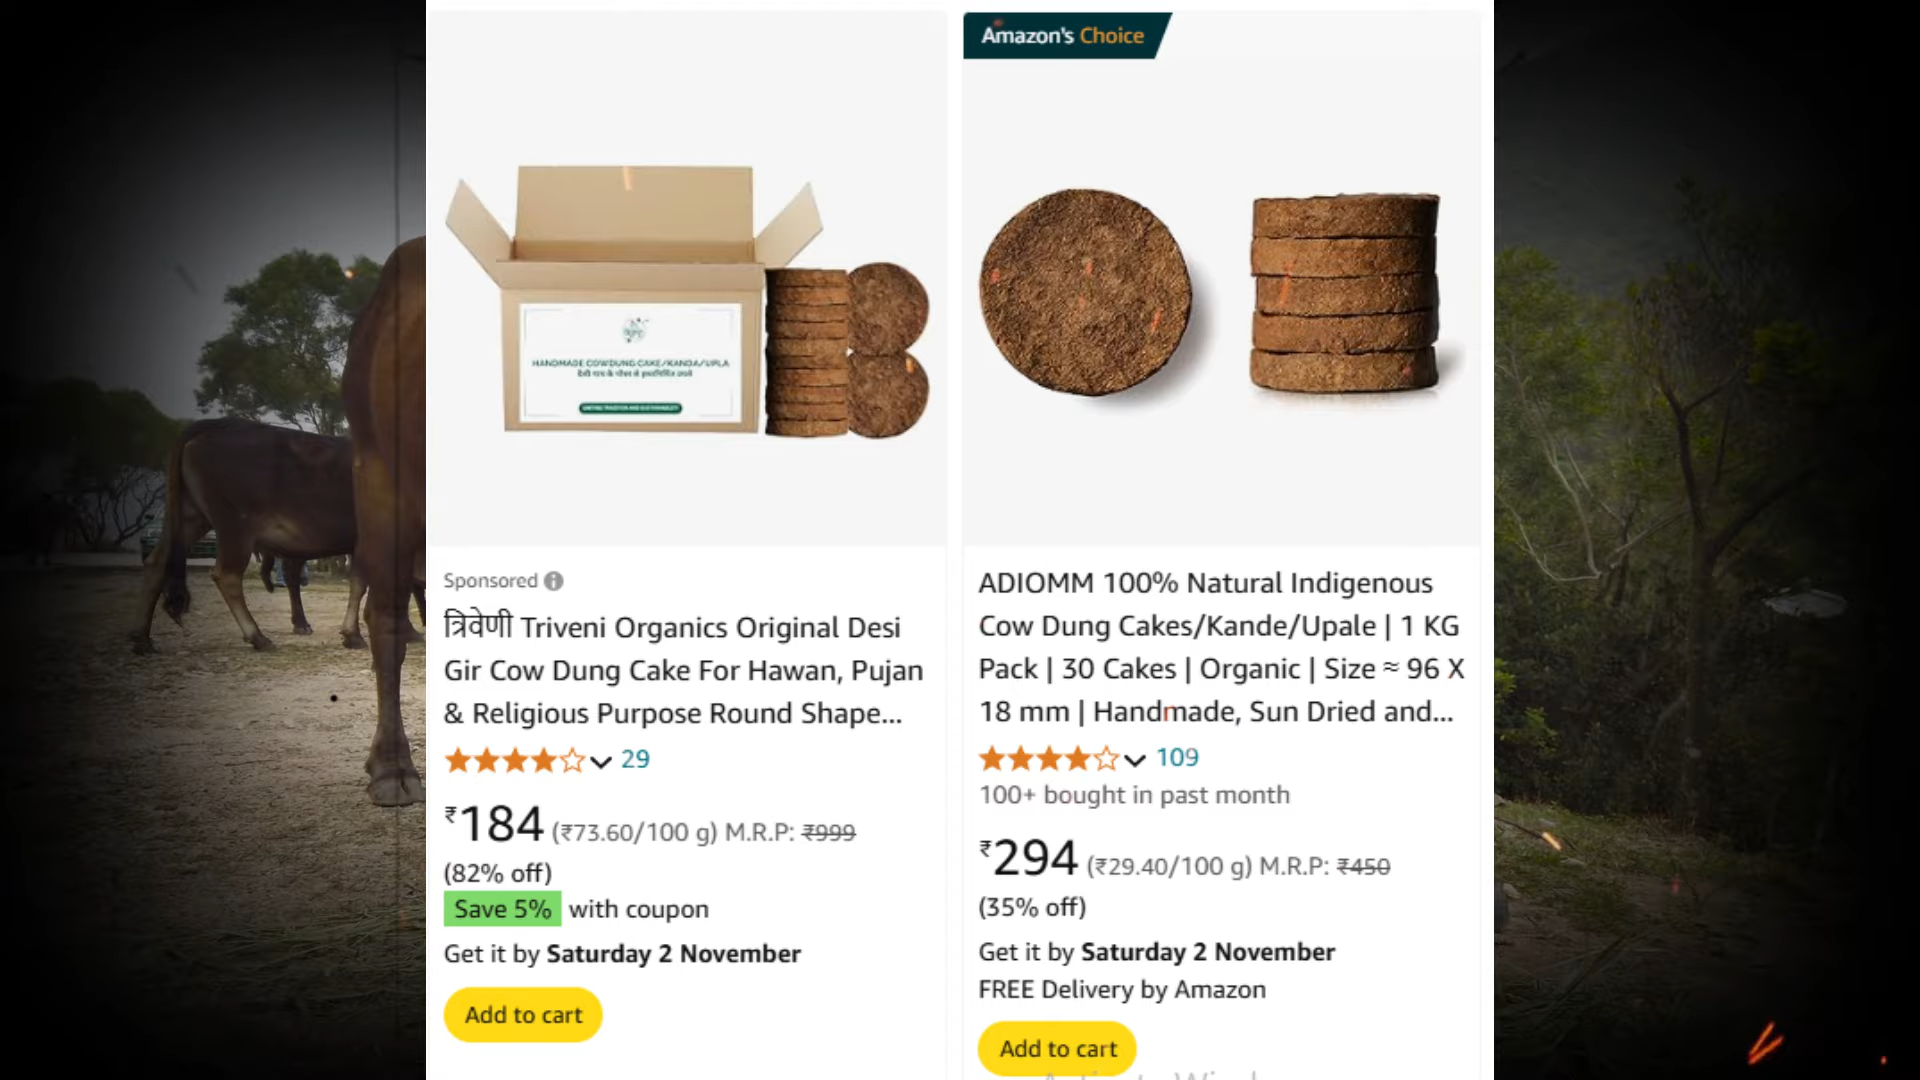 HANDMADE COWDUNG CAKE/KANDA/UPLA
Sponsored
त्रिवेणी Triveni Organics Original Desi
Gir Cow Dung Cake For Hawan, Pujan
& Religious Purpose Round Shape...
29
₹184 (₹73.60/100 g) M.R.P: ₹999
(82% off)
Save 5% with coupon
Get it by Saturday 2 November
Add to cart
Amazon's Choice
ADIOMM 100% Natural Indigenous
Cow Dung Cakes/Kande/Upale | 1 KG
Pack | 30 Cakes | Organic | Size ≈ 96 X
18 mm | Handmade, Sun Dried and...
109
100+ bought in past month
₹294 (₹29.40/100 g) M.R.P: ₹450
(35% off)
Get it by Saturday 2 November
FREE Delivery by Amazon
Add to cart